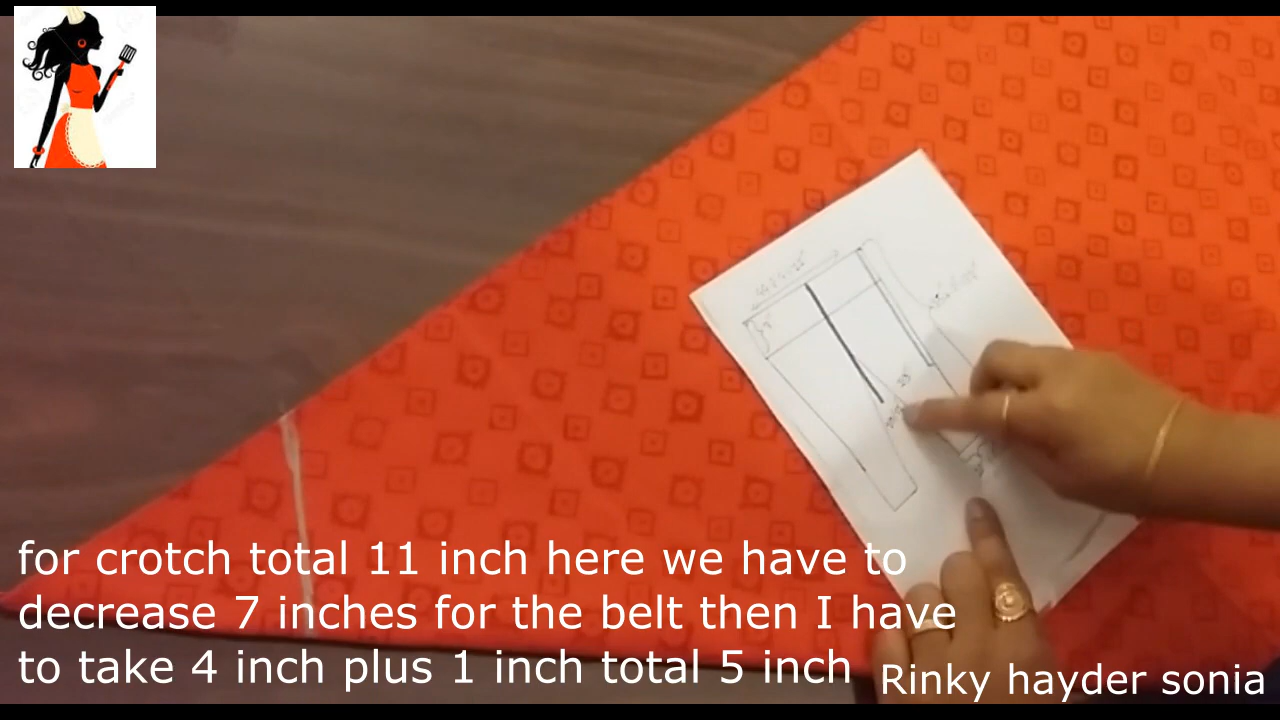 for crotch total 11 inch here we have to
decrease 7 inches for the belt then I have
to take 4 inch plus 1 inch total 5 inch
Rinky hayder sonia